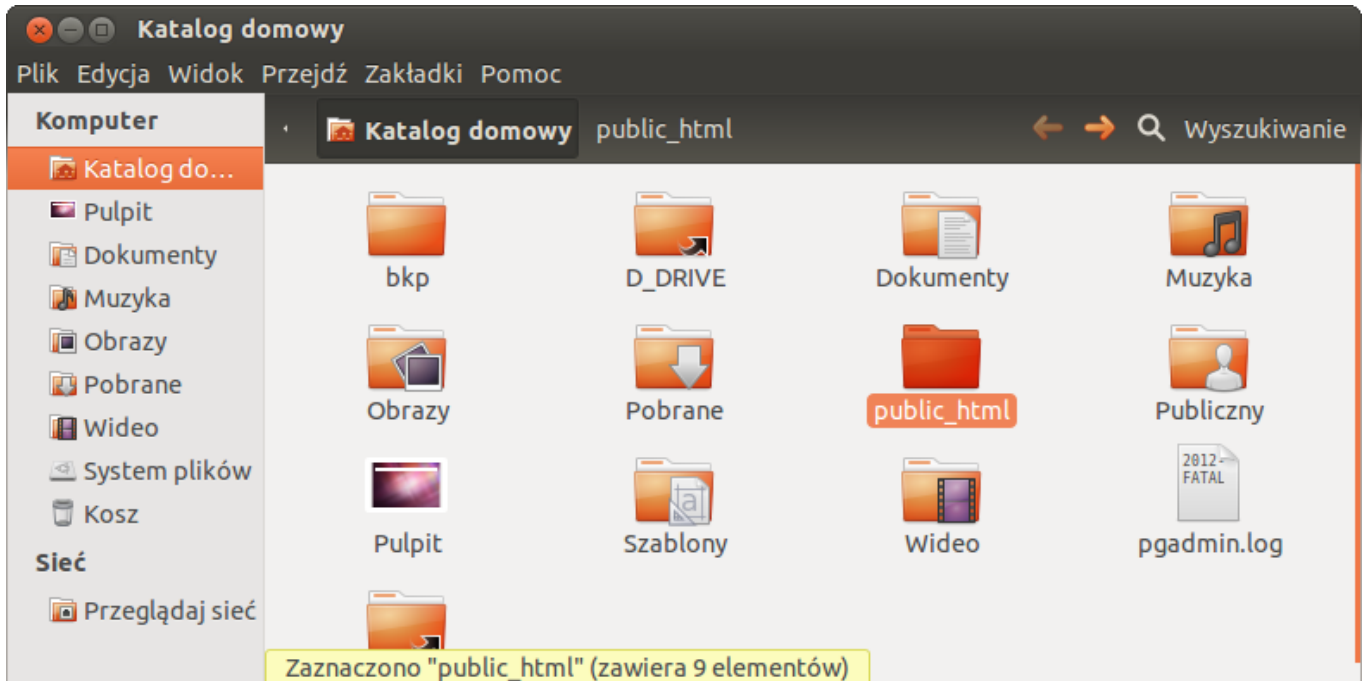 Katalog domowy
Plik Edycja Widok Przejdź Zakładki Pomoc
Komputer
Katalog do...
Pulpit
Dokumenty
Muzyka
Obrazy
Pobrane
Wideo
System plików
Kosz
Sieć
Przeglądaj sieć
Katalog domowy public_html Wyszukiwanie
bkp D_DRIVE Dokumenty Muzyka
Obrazy Pobrane public_html Publiczny
2012-
FATAL
Pulpit Szablony Wideo pgadmin.log
Zaznaczono "public_html" (zawiera 9 elementów)